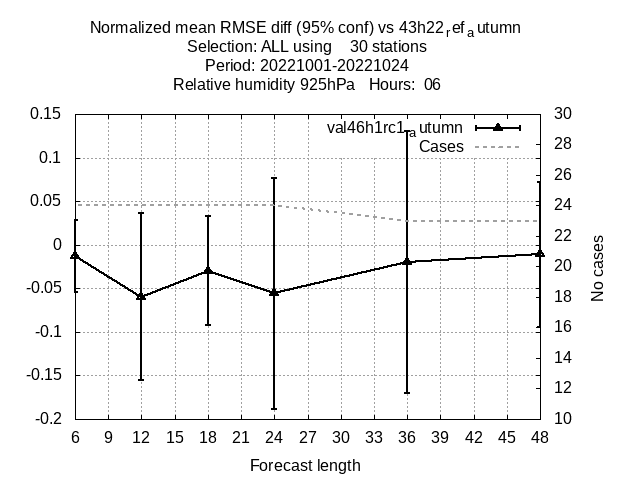 Normalized mean RMSE diff (95% conf) vs 43h22refautumn
Selection: ALL using 30 stations
Period: 20221001-20221024
Relative humidity 925hPa Hours: 06
val46h1rc1autumn
Cases
0.15
0.1
0.05
0
-0.05
-0.1
-0.15
-0.2
30
28
26
24
22
20
18
16
14
12
10
No cases
6 9 12 15 18 21 24 27 30 33 36 39 42 45 48
Forecast length